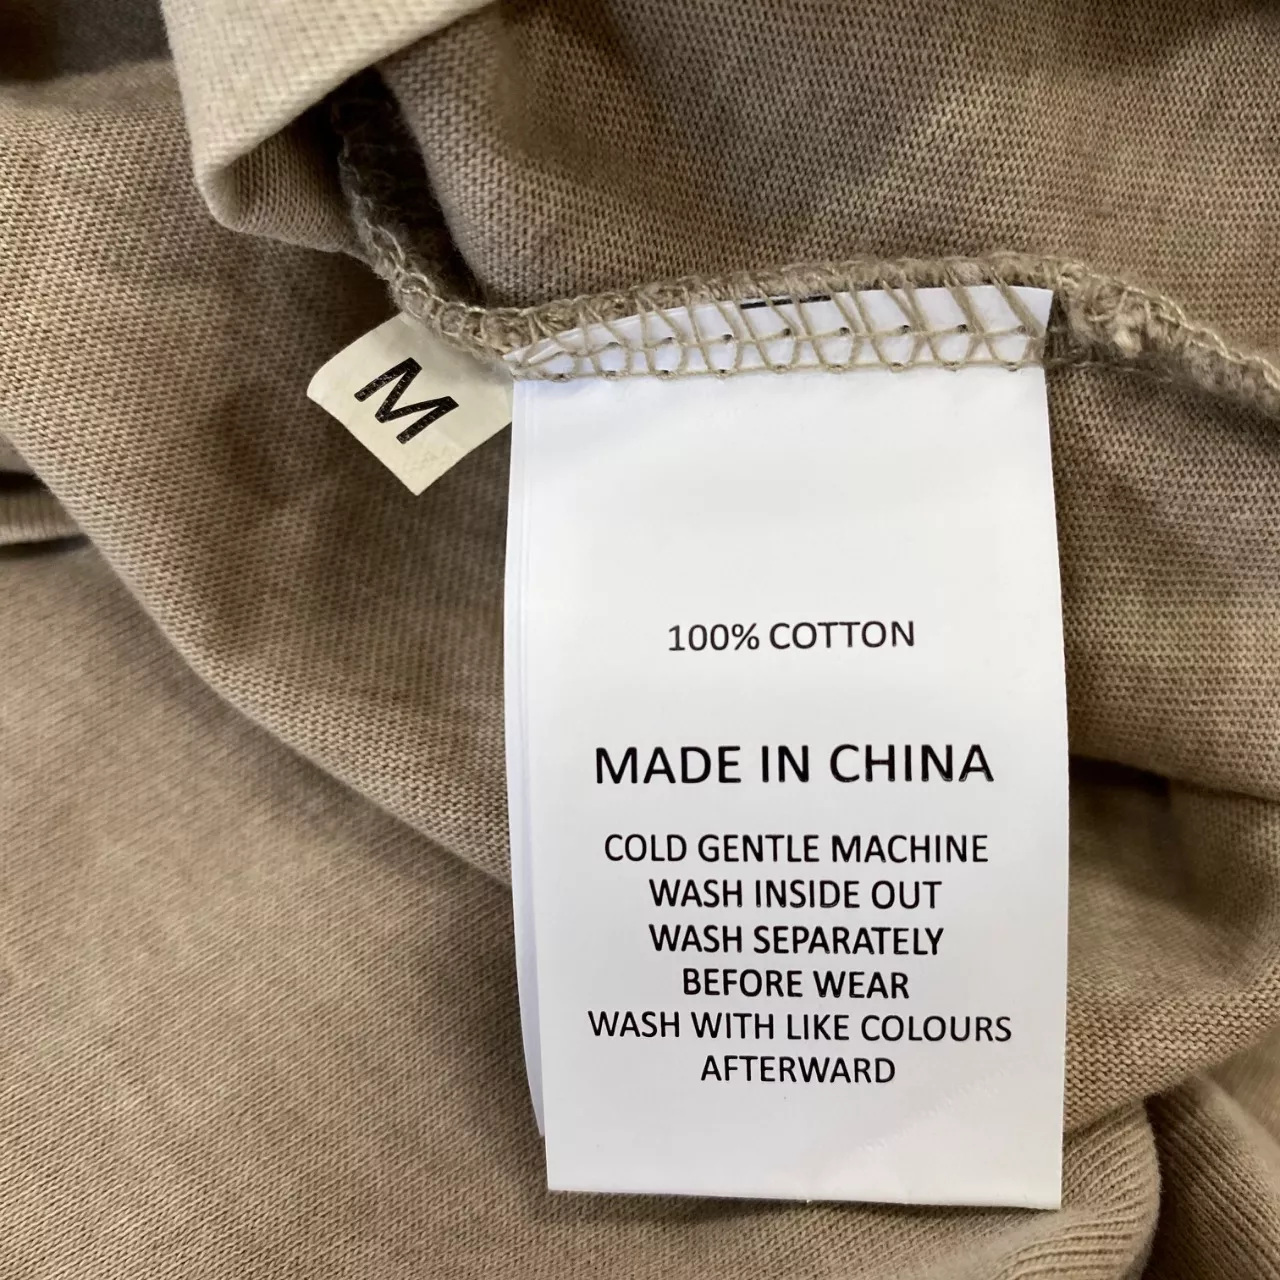 M
100% COTTON
MADE IN CHINA
COLD GENTLE MACHINE
WASH INSIDE OUT
WASH SEPARATELY
BEFORE WEAR
WASH WITH LIKE COLOURS
AFTERWARD